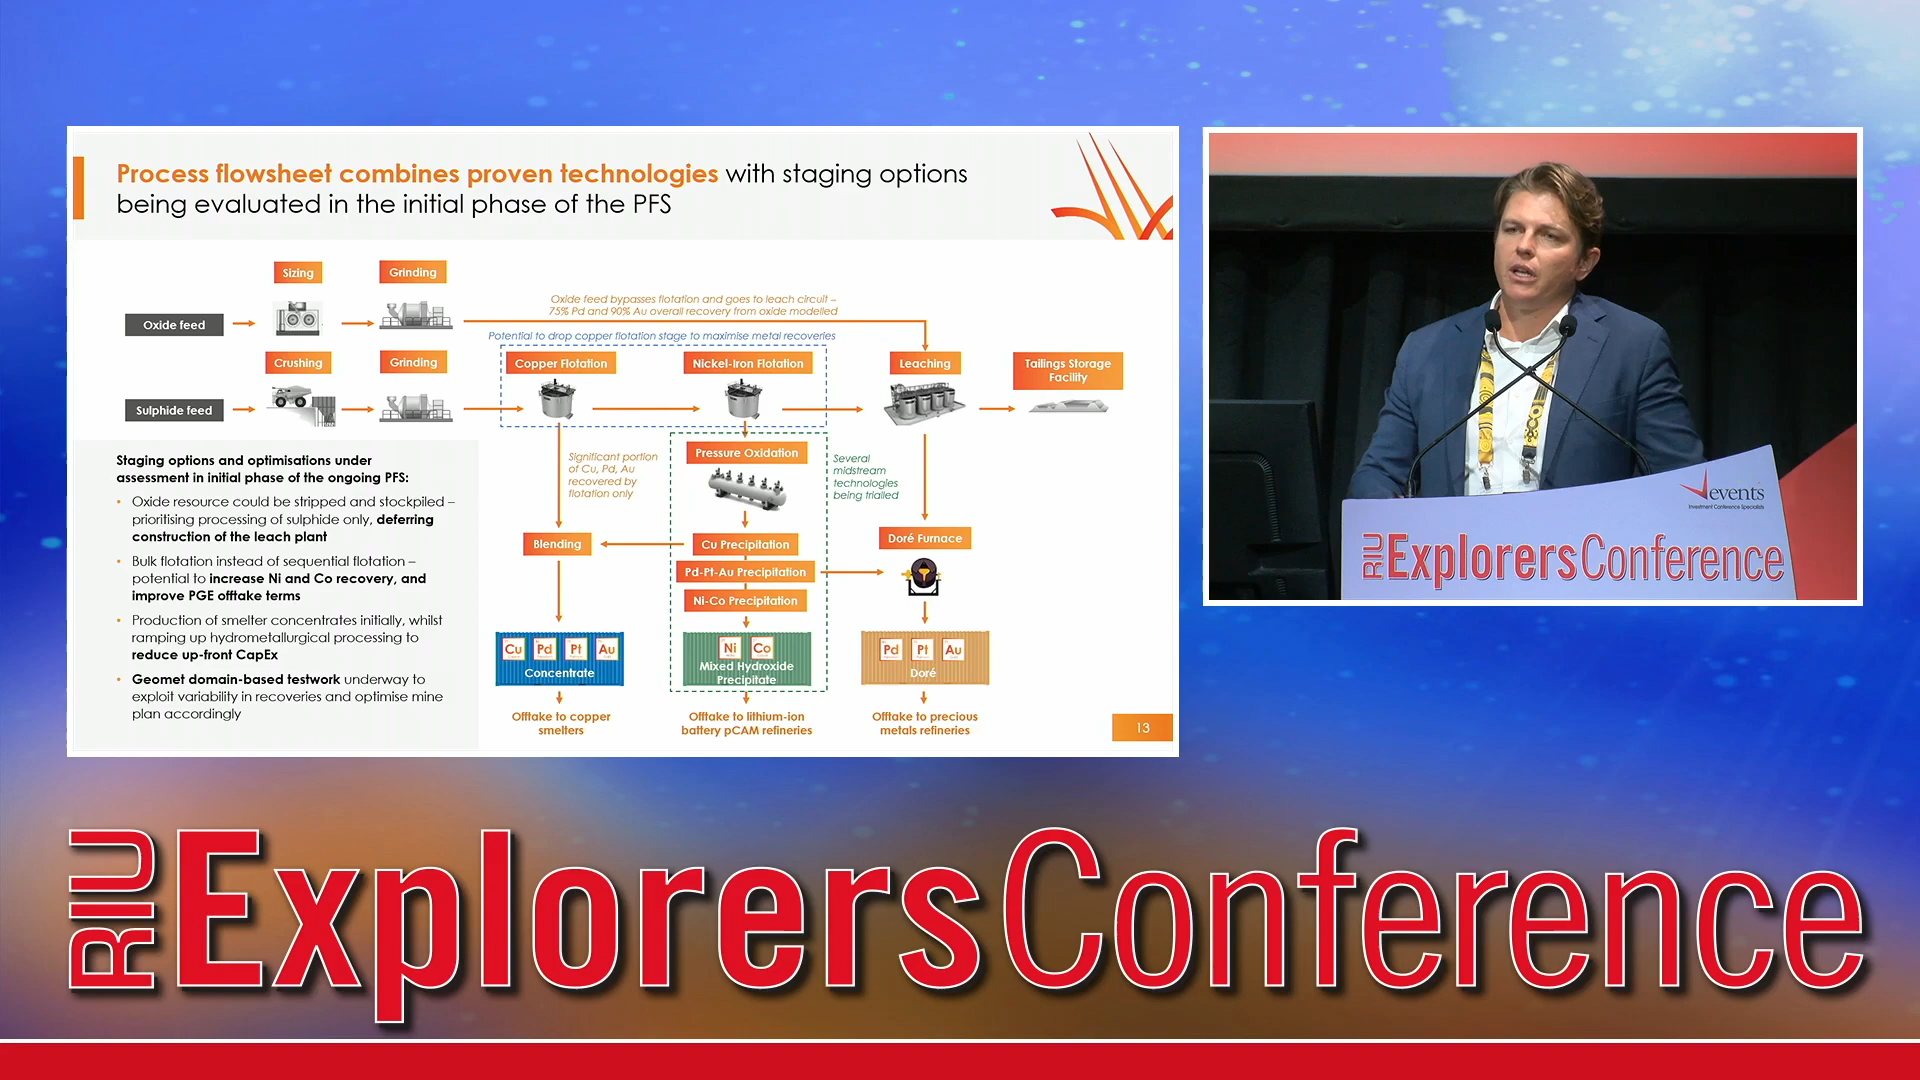 Process flowsheet combines proven technologies with staging options
being evaluated in the initial phase of the PFS
Sizing
Grinding
Oxide feed
Oxide feed bypasses flotation and goes to leach circuit –
75% Pd and 90% Au overall recovery from oxide modelled
Potential to drop copper flotation stage to maximise metal recoveries
Crushing
Grinding
Copper Flotation
Nickel-Iron Flotation
Leaching
Tailings Storage
Facility
Sulphide feed
Staging options and optimisations under
assessment in initial phase of the ongoing PFS:
• Oxide resource could be stripped and stockpiled –
prioritising processing of sulphide only, deferring
construction of the leach plant
• Bulk flotation instead of sequential flotation –
potential to increase Ni and Co recovery, and
improve PGE offtake terms
• Production of smelter concentrates initially, whilst
ramping up hydrometallurgical processing to
reduce up-front CapEx
• Geomet domain-based testwork underway to
exploit variability in recoveries and optimise mine
plan accordingly
Significant portion
of Cu, Pd, Au
recovered by
flotation only
Pressure Oxidation
Several
midstream
technologies
being trialled
Blending
Cu Precipitation
Pd-Pt-Au Precipitation
Ni-Co Precipitation
Doré Furnace
Cu Pd Pt Au
Concentrate
Ni Co
Mixed Hydroxide
Precipitate
Pd Pt Au
Doré
Offtake to copper
smelters
Offtake to lithium-ion
battery pCAM refineries
Offtake to precious
metals refineries
13
events
Investment Conference Specialists
RIU ExplorersConference
RIU ExplorersConference